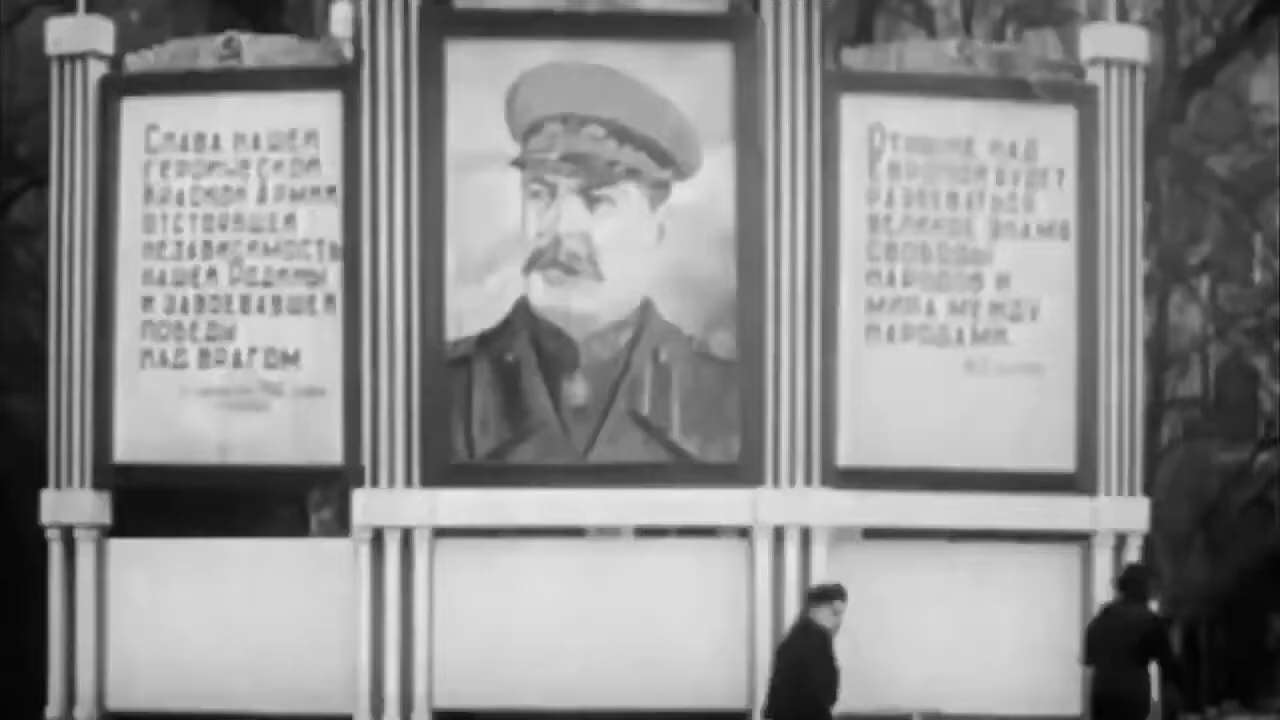 Слава нашей
героической
Красной Армии
отстоявшей
независимость
нашей Родины
и завоевавшей
победы
над врагом
Отныне над
Европой будет
развеваться
великое знамя
свободы
народов и
мира между
народами.